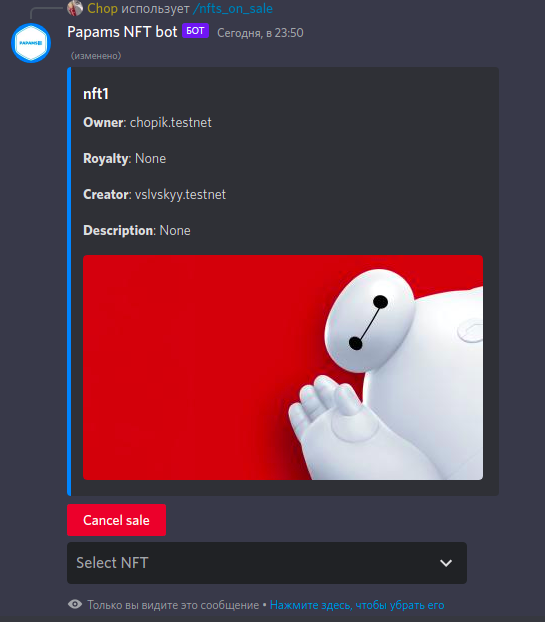 Chop использует /nfts_on_sale
Papams NFT bot БОТ Сегодня, в 23:50
PAPAMS
(изменено)
nft1
Owner: chopik.testnet
Royalty: None
Creator: vslvskyy.testnet
Description: None
Cancel sale
Select NFT
Только вы видите это сообщение • Нажмите здесь, чтобы убрать его